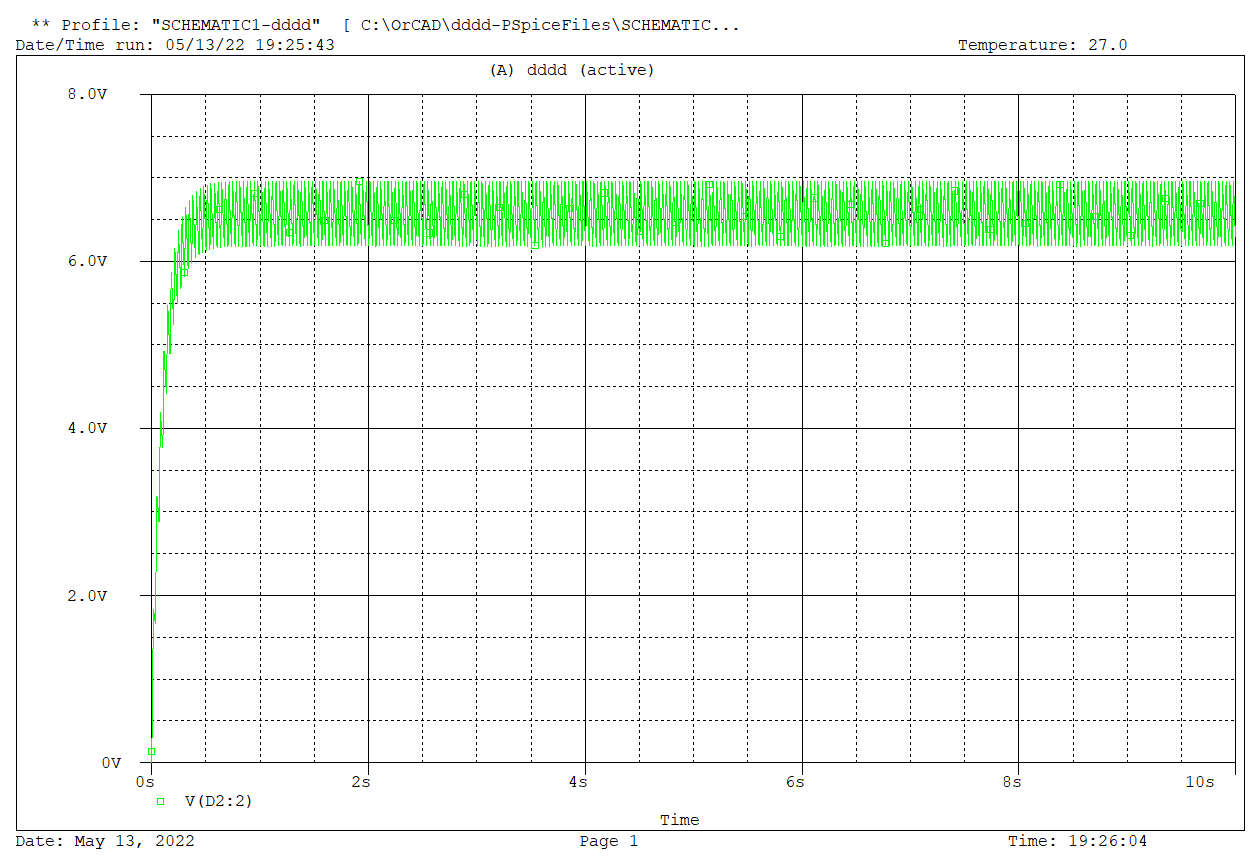 ** Profile: "SCHEMATIC1-dddd"  [ C:\OrCAD\dddd-PSpiceFiles\SCHEMATIC...
Date/Time run: 05/13/22 19:25:43 Temperature: 27.0
(A) dddd (active)
8.0V
6.0V
4.0V
2.0V
0V
0s 2s 4s 6s 8s 10s
V(D2:2)
Time
Date: May 13, 2022 Page 1 Time: 19:26:04